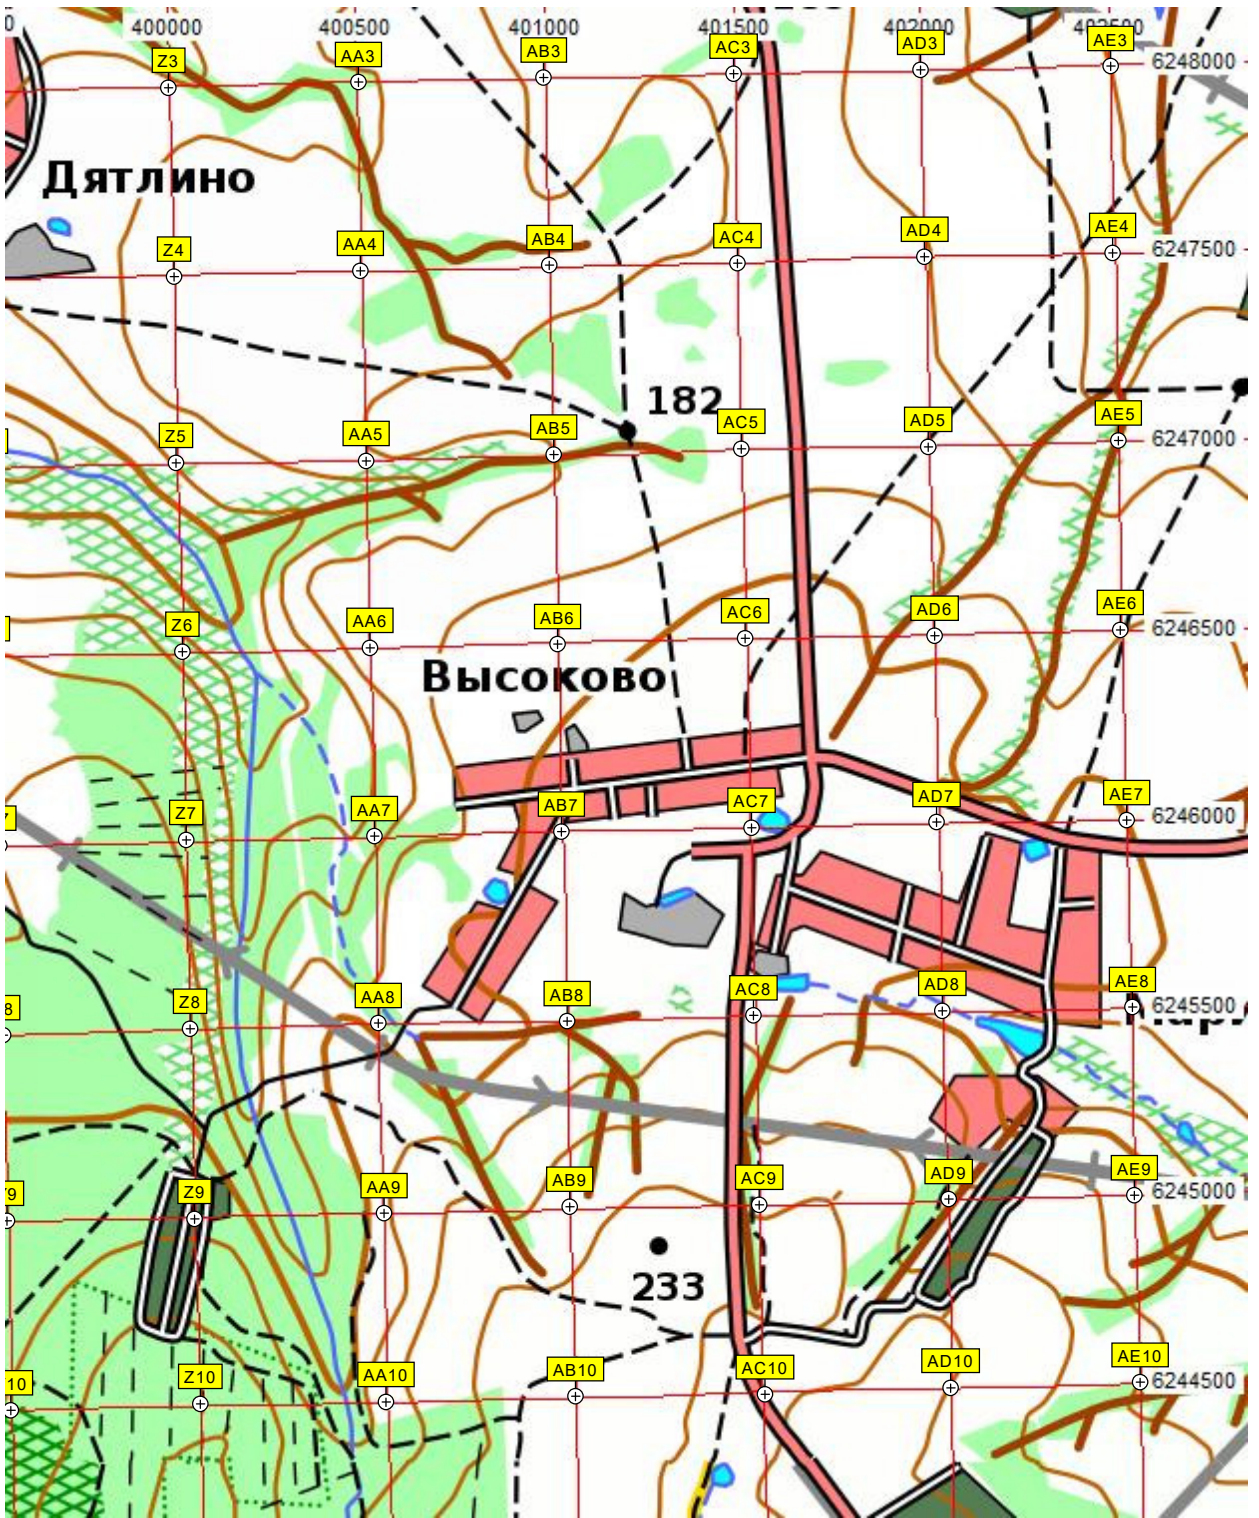 400000 400500 401000 401500 402000 402500
Z3 AA3 AB3 AC3 AD3 AE3
6248000
Дятлино
Z4 AA4 AB4 AC4 AD4 AE4
6247500
182
Z5 AA5 AB5 AC5 AD5 AE5
6247000
Z6 AA6 AB6 AC6 AD6 AE6
6246500
Высоково
Z7 AA7 AB7 AC7 AD7 AE7
6246000
Z8 AA8 AB8 AC8 AD8 AE8
6245500
Z9 AA9 AB9 AC9 AD9 AE9
6245000
233
Z10 AA10 AB10 AC10 AD10 AE10
6244500